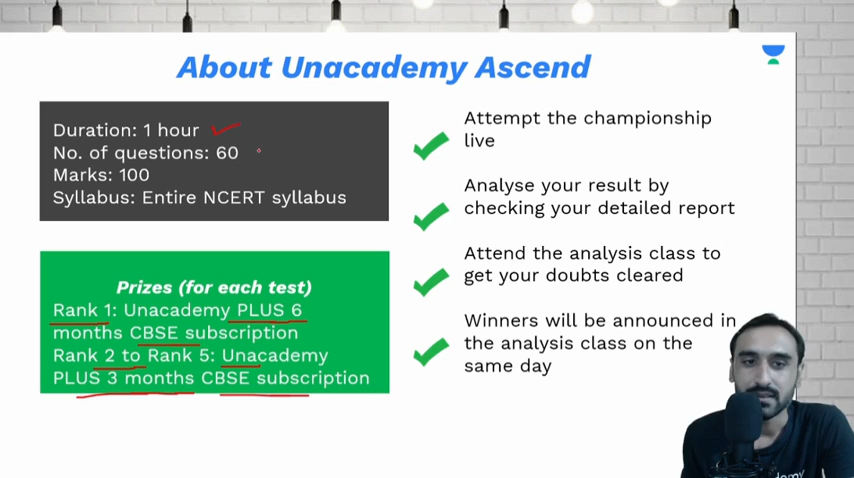 About Unacademy Ascend
Duration: 1 hour
No. of questions: 60
Marks: 100
Syllabus: Entire NCERT syllabus
Prizes (for each test)
Rank 1: Unacademy PLUS 6
months CBSE subscription
Rank 2 to Rank 5: Unacademy
PLUS 3 months CBSE subscription
Attempt the championship
live
Analyse your result by
checking your detailed report
Attend the analysis class to
get your doubts cleared
Winners will be announced in
the analysis class on the
same day